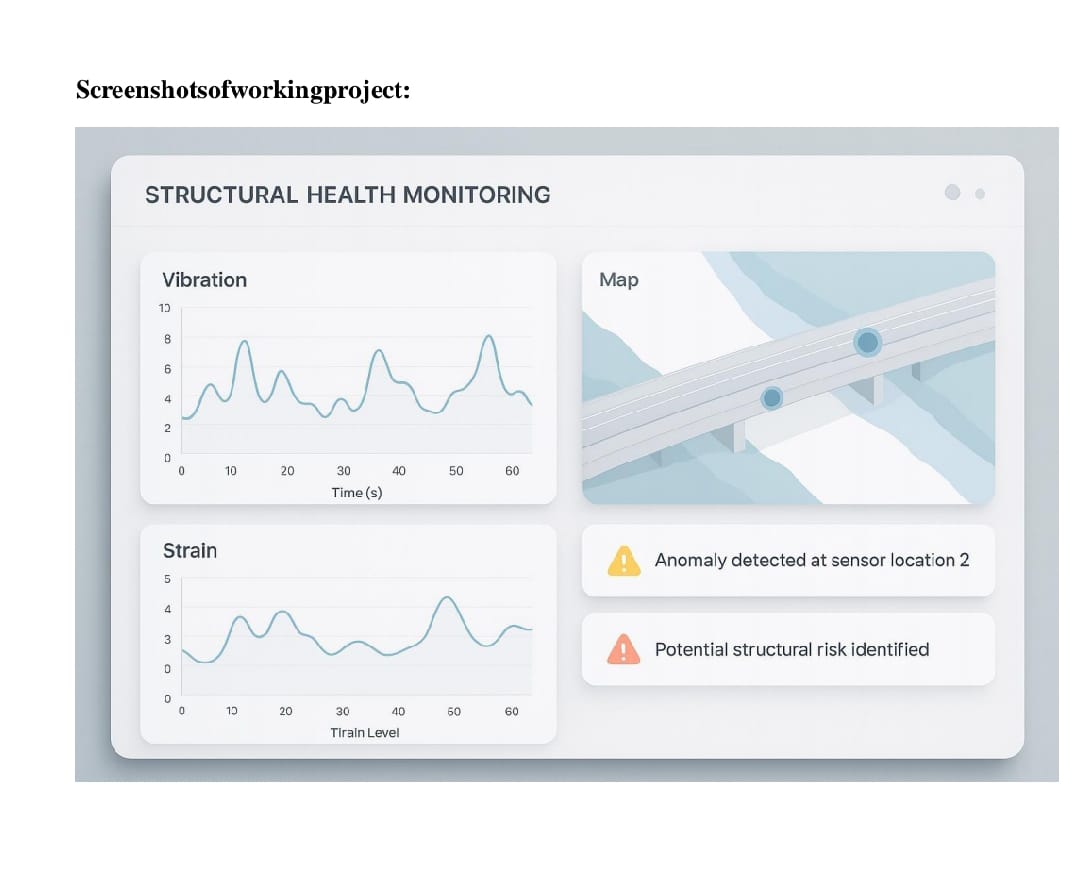 Screenshotsofworkingproject:
STRUCTURAL HEALTH MONITORING
Vibration
10
8
6
4
2
0
0 10 20 30 40 50 60
Time (s)
Map
Strain
5
4
3
0
0
0 10 20 30 40 60 60
TIraIn Level
Anomaly detected at sensor location 2
Potential structural risk identified